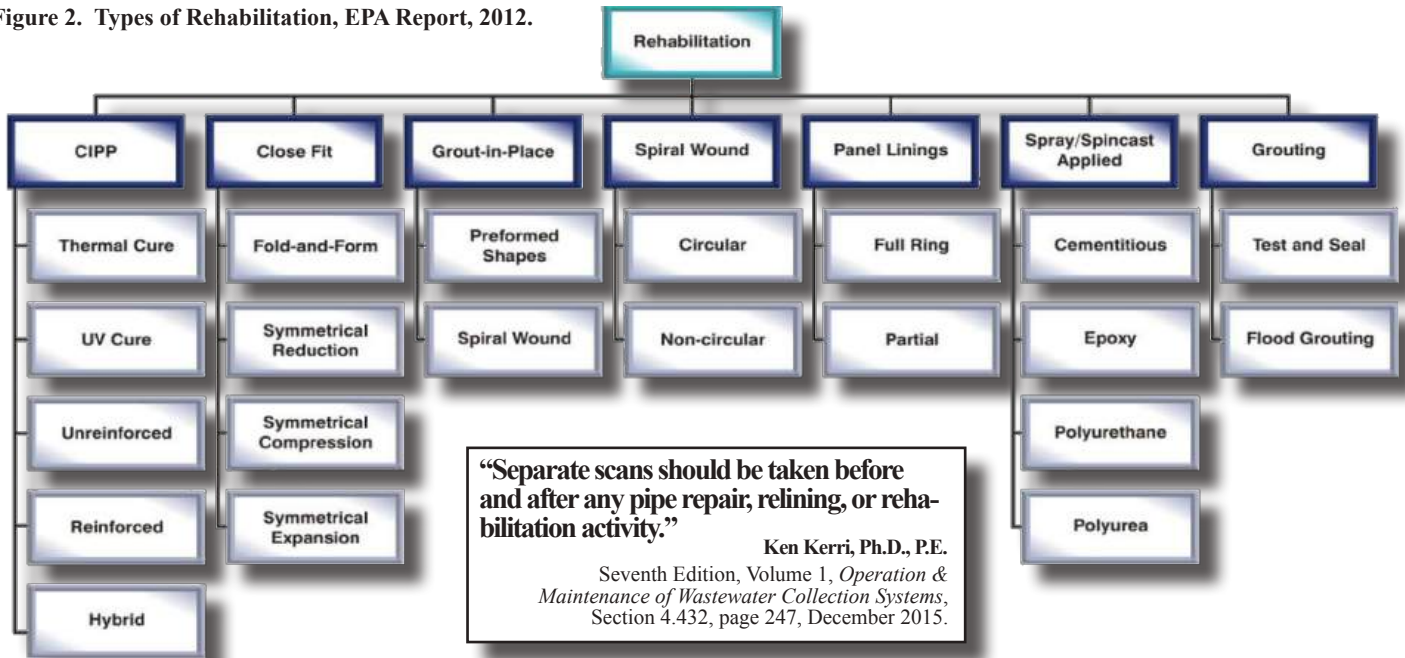 Figure 2. Types of Rehabilitation, EPA Report, 2012.
Rehabilitation
CIPP
Thermal Cure
UV Cure
Unreinforced
Reinforced
Hybrid
Close Fit
Fold-and-Form
Symmetrical
Reduction
Symmetrical
Compression
Symmetrical
Expansion
Grout-in-Place
Preformed
Shapes
Spiral Wound
Spiral Wound
Circular
Non-circular
Panel Linings
Full Ring
Partial
Spray/Spincast
Applied
Cementitious
Epoxy
Polyurethane
Polyurea
Grouting
Test and Seal
Flood Grouting
“Separate scans should be taken before
and after any pipe repair, relining, or reha-
bilitation activity.”
Ken Kerri, Ph.D., P.E.
Seventh Edition, Volume 1, Operation &
Maintenance of Wastewater Collection Systems,
Section 4.432, page 247, December 2015.